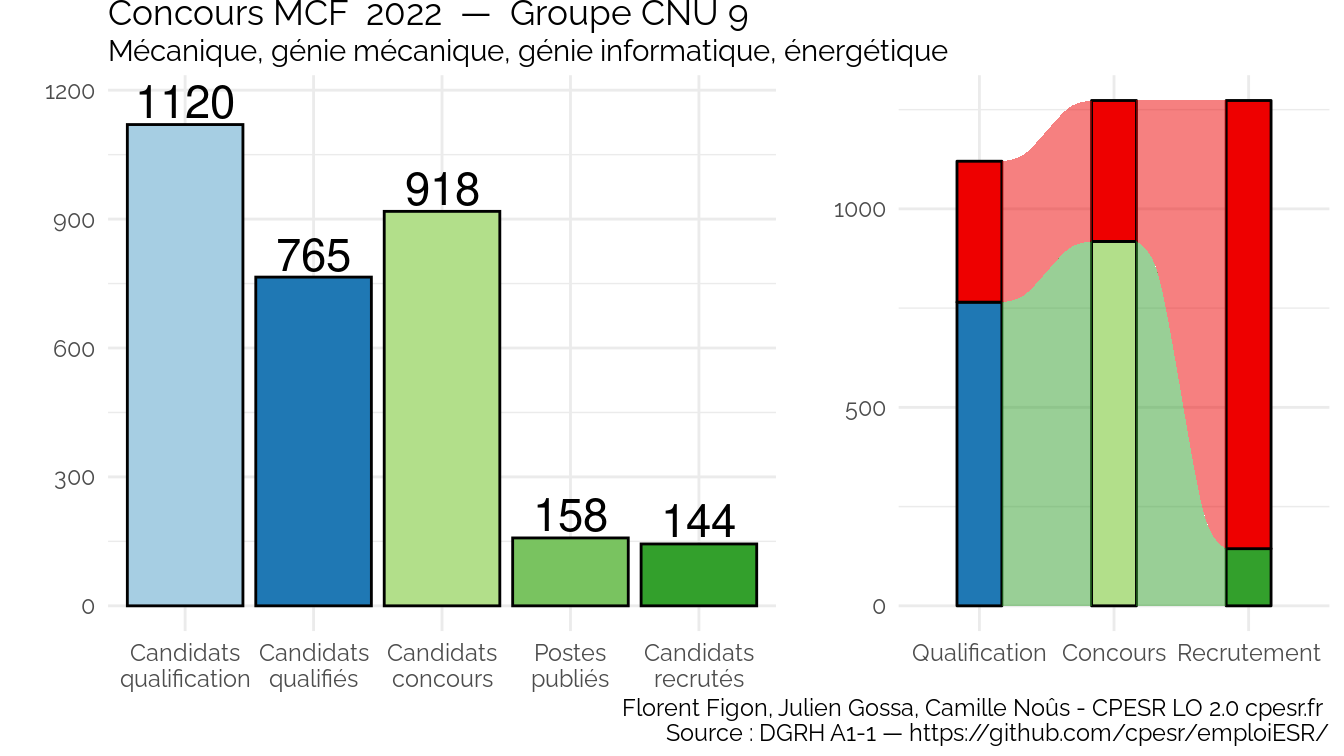 Concours MCF 2022 — Groupe CNU 9
Mécanique, génie mécanique, génie informatique, énergétique
1200
900
600
300
0
1120
765
918
158
144
Candidats
qualification
Candidats
qualifiés
Candidats
concours
Postes
publiés
Candidats
recrutés
1000
500
0
Qualification
Concours
Recrutement
Florent Figon, Julien Gossa, Camille Noûs - CPESR LO 2.0 cpesr.fr
Source : DGRH A1-1 — https://github.com/cpesr/emploiESR/